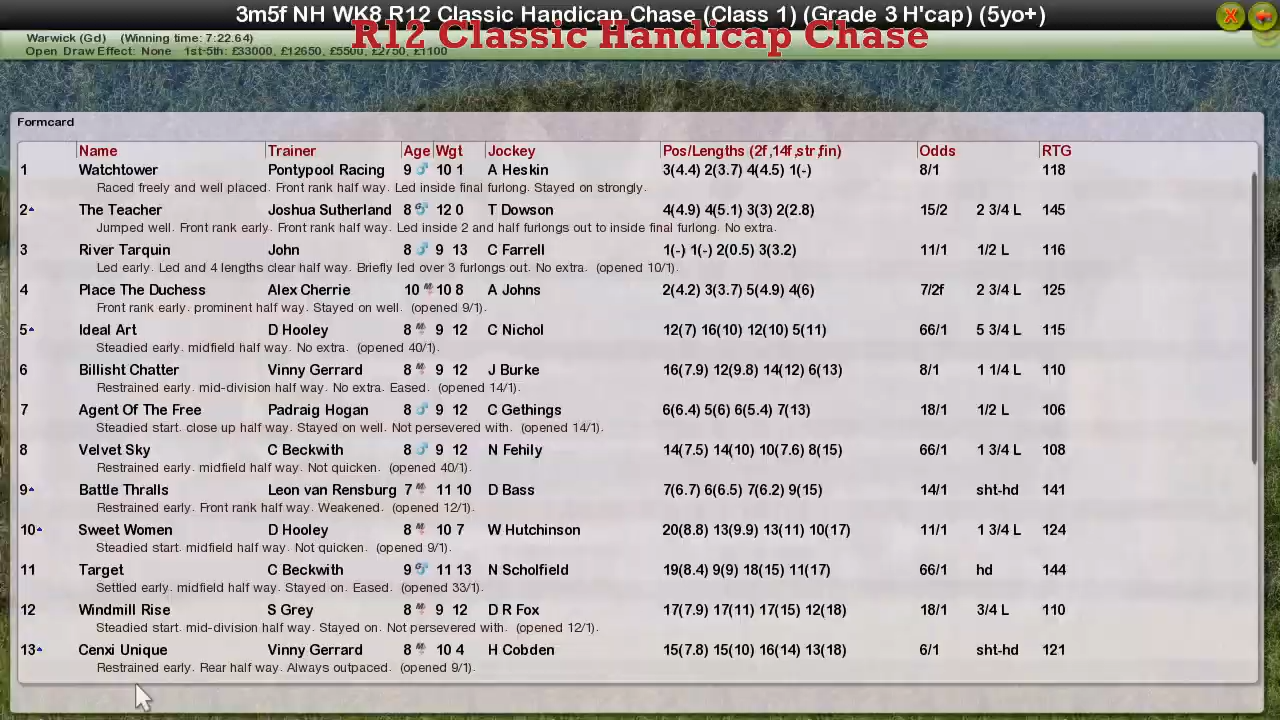 3m5f NH WK8 R12 Classic Handicap Chase (Class 1) (Grade 3 H'cap) (5yo+)
R12 Classic Handicap Chase
Warwick (Gd) (Winning time: 7:22.64)
Open Draw Effect: None 1st-5th: £33000, £12650, £5500, £2750, £1100
Formcard
Name Trainer Age Wgt Jockey Pos/Lengths (2f,14f,str,fin) Odds RTG
1 Watchtower Pontypool Racing 9 10 1 A Heskin 3(4.4) 2(3.7) 4(4.5) 1(-) 8/1 118
Raced freely and well placed. Front rank half way. Led inside final furlong. Stayed on strongly.
2 The Teacher Joshua Sutherland 8 12 0 T Dowson 4(4.9) 4(5.1) 3(3) 2(2.8) 15/2 2 3/4 L 145
Jumped well. Front rank early. Front rank half way. Led inside 2 and half furlongs out to inside final furlong. No extra.
3 River Tarquin John 8 9 13 C Farrell 1(-) 1(-) 2(0.5) 3(3.2) 11/1 1/2 L 116
Led early. Led and 4 lengths clear half way. Briefly led over 3 furlongs out. No extra. (opened 10/1).
4 Place The Duchess Alex Cherrie 10 10 8 A Johns 2(4.2) 3(3.7) 5(4.9) 4(6) 7/2f 2 3/4 L 125
Front rank early. prominent half way. Stayed on well. (opened 9/1).
5 Ideal Art D Hooley 8 9 12 C Nichol 12(7) 16(10) 12(10) 5(11) 66/1 5 3/4 L 115
Steadied early. midfield half way. No extra. (opened 40/1).
6 Billisht Chatter Vinny Gerrard 8 9 12 J Burke 16(7.9) 12(9.8) 14(12) 6(13) 8/1 1 1/4 L 110
Restrained early. mid-division half way. No extra. Eased. (opened 14/1).
7 Agent Of The Free Padraig Hogan 8 9 12 C Gethings 6(6.4) 5(6) 6(5.4) 7(13) 18/1 1/2 L 106
Steadied start. close up half way. Stayed on well. Not persevered with. (opened 14/1).
8 Velvet Sky C Beckwith 8 9 12 N Fehily 14(7.5) 14(10) 10(7.6) 8(15) 66/1 1 3/4 L 108
Restrained early. midfield half way. Not quicken. (opened 40/1).
9 Battle Thralls Leon van Rensburg 7 11 10 D Bass 7(6.7) 6(6.5) 7(6.2) 9(15) 14/1 sht-hd 141
Restrained early. Front rank half way. Weakened. (opened 12/1).
10 Sweet Women D Hooley 8 10 7 W Hutchinson 20(8.8) 13(9.9) 13(11) 10(17) 11/1 1 3/4 L 124
Steadied start. midfield half way. Not quicken. (opened 9/1).
11 Target C Beckwith 9 11 13 N Scholfield 19(8.4) 9(9) 18(15) 11(17) 66/1 hd 144
Settled early. midfield half way. Stayed on. Eased. (opened 33/1).
12 Windmill Rise S Grey 8 9 12 D R Fox 17(7.9) 17(11) 17(15) 12(18) 18/1 3/4 L 110
Steadied start. mid-division half way. Stayed on. Not persevered with. (opened 12/1).
13 Cenxi Unique Vinny Gerrard 8 10 4 H Cobden 15(7.8) 15(10) 16(14) 13(18) 6/1 sht-hd 121
Restrained early. Rear half way. Always outpaced. (opened 9/1).